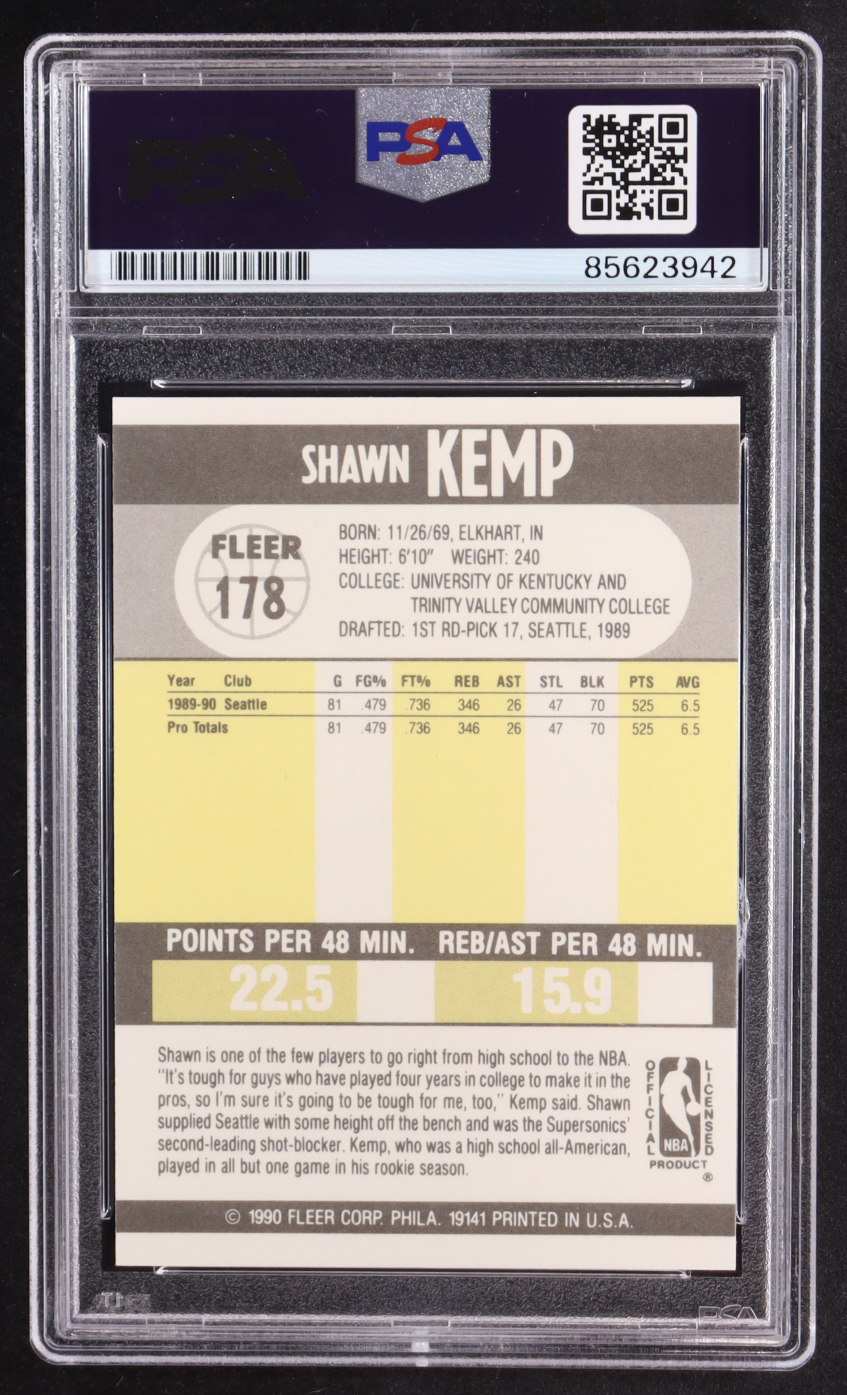 PSA
PSA
85623942
SHAWN KEMP
FLEER
178
BORN: 11/26/69, ELKHART, IN
HEIGHT: 6'10" WEIGHT: 240
COLLEGE: UNIVERSITY OF KENTUCKY AND
TRINITY VALLEY COMMUNITY COLLEGE
DRAFTED: 1ST RD-PICK 17, SEATTLE, 1989
Year Club G FG% FT% REB AST STL BLK PTS AVG
1989-90 Seattle 81 .479 .736 346 26 47 70 525 6.5
Pro Totals 81 .479 .736 346 26 47 70 525 6.5
POINTS PER 48 MIN. REB/AST PER 48 MIN.
22.5 15.9
Shawn is one of the few players to go right from high school to the NBA.
"It's tough for guys who have played four years in college to make it in the
pros, so I'm sure it's going to be tough for me, too," Kemp said. Shawn
supplied Seattle with some height off the bench and was the Supersonics'
second-leading shot-blocker. Kemp, who was a high school all-American,
played in all but one game in his rookie season.
OFFICIAL LICENSED
NBA
PRODUCT
®
© 1990 FLEER CORP. PHILA. 19141 PRINTED IN U.S.A.
PSA